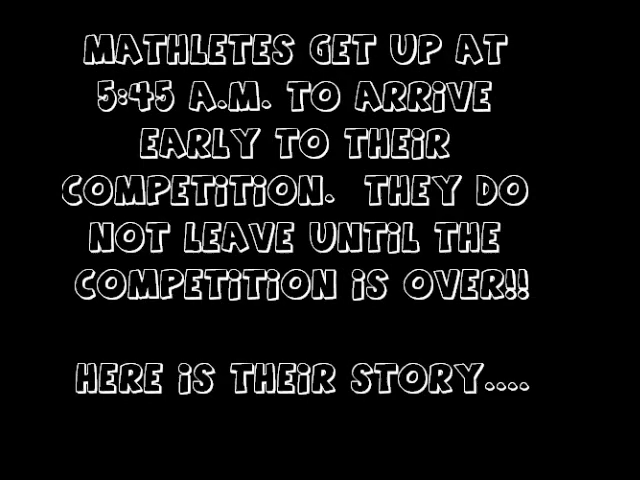 MATHLETES GET UP AT
5:45 A.M. TO ARRiVE
EARLY TO THEiR
COMPETiTiON.  THEY DO
NOT LEAVE UNTiL THE
COMPETiTiON iS OVER!!
HERE iS THEiR STORY....